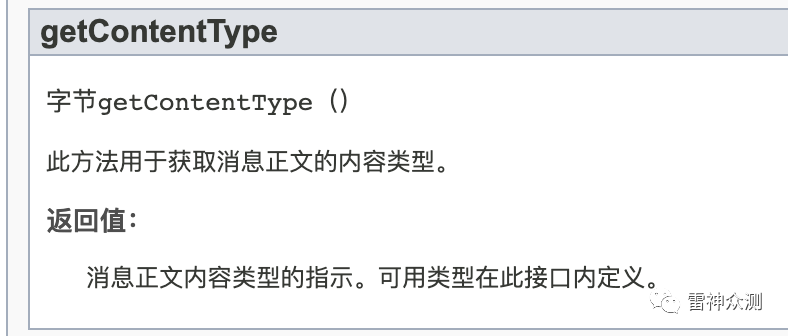 getContentType
字节getContentType（）
此方法用于获取消息正文的内容类型。
返回值：
消息正文内容类型的指示。可用类型在此接口内定义。
雷神众测